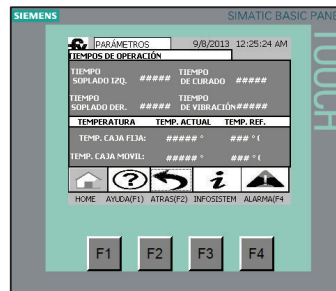 SIEMENS SIMATIC BASIC PANE
TOUCH
PARÁMETROS 9/8/2013 12:25:24 AM
TIEMPOS DE OPERACIÓN
TIEMPO SOPLADO IZQ. ##### TIEMPO DE CURADO #####
TIEMPO SOPLADO DER. ##### TIEMPO DE VIBRACIÓN#####
TEMPERATURA TEMP. ACTUAL TEMP. REF.
TEMP. CAJA FIJA: #####° ###°(
TEMP. CAJA MOVIL: #####° ###°(
HOME AYUDA(F1) ATRAS(F2) INFOSISTEM ALARMA(F4
F1 F2 F3 F4